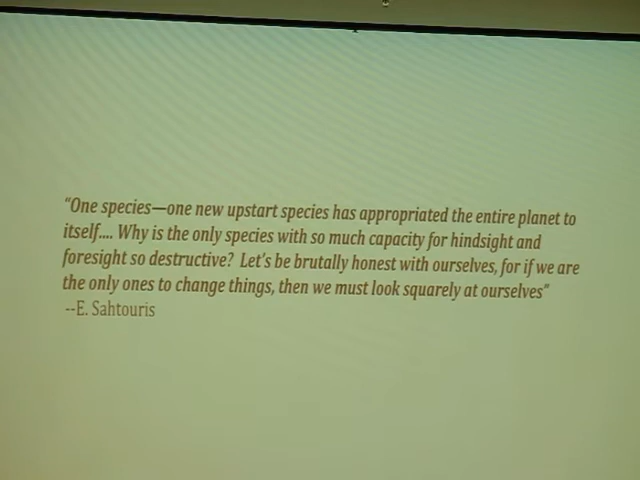 "One species—one new upstart species has appropriated the entire planet to
itself.... Why is the only species with so much capacity for hindsight and
foresight so destructive? Let's be brutally honest with ourselves, for if we are
the only ones to change things, then we must look squarely at ourselves"
--E. Sahtouris